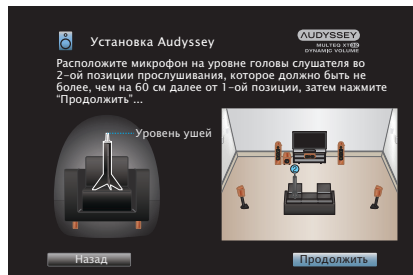 Установка Audyssey
AUDYSSEY
MULTEQ XT32
DYNAMIC VOLUME
Расположите микрофон на уровне головы слушателя во
2-ой позиции прослушивания, которое должно быть не
более, чем на 60 см далее от 1-ой позиции, затем нажмите
"Продолжить"...
Уровень ушей
2
Назад
Продолжить